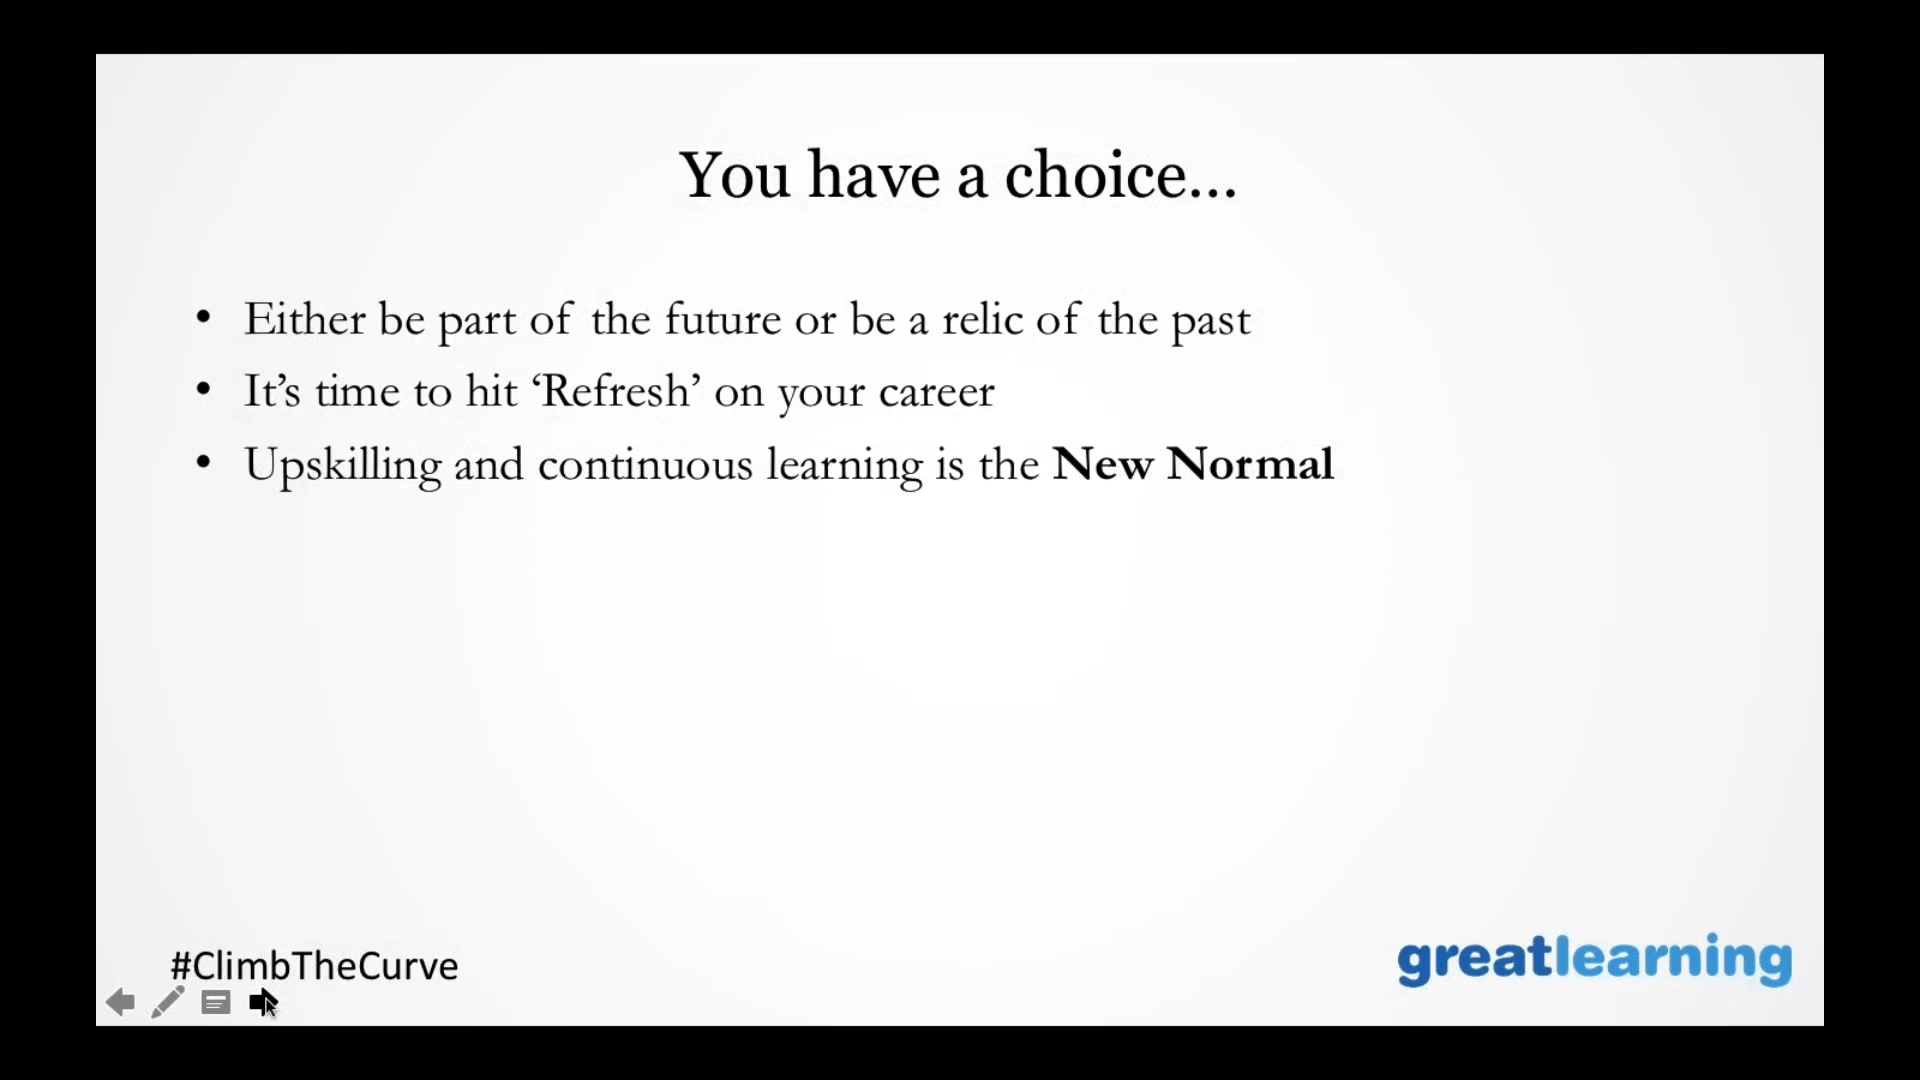 You have a choice...
• Either be part of the future or be a relic of the past
• It’s time to hit ‘Refresh’ on your career
• Upskilling and continuous learning is the New Normal
#ClimbTheCurve
greatlearning